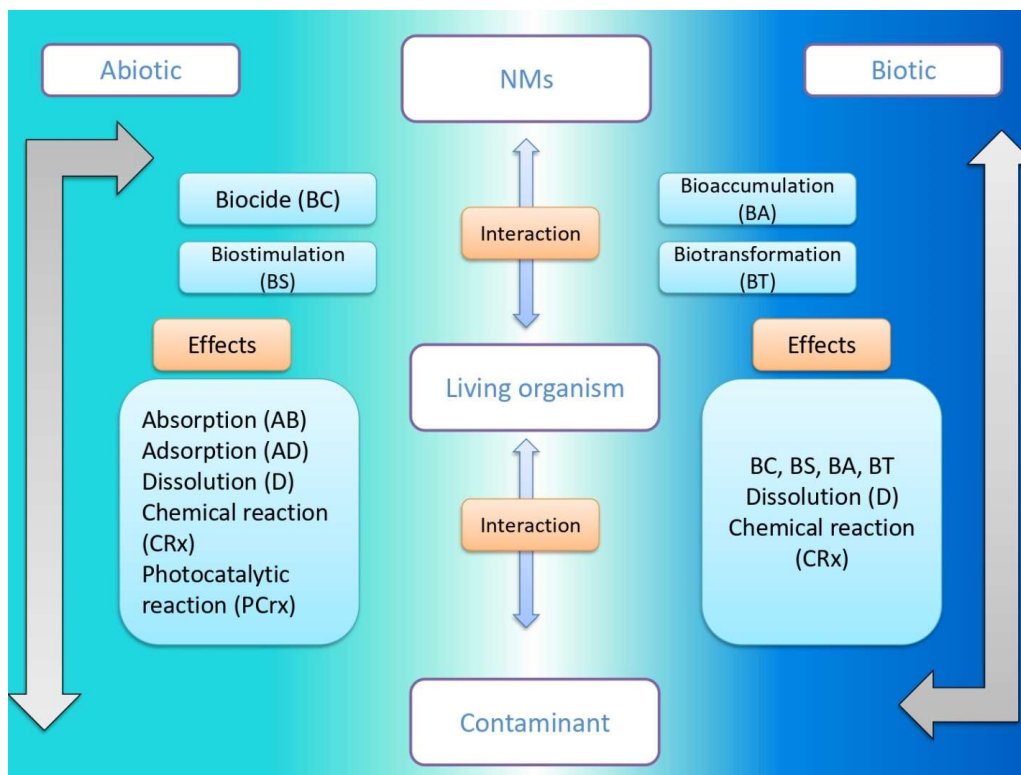 Abiotic
NMs
Biotic
Biocide (BC)
Biostimulation
(BS)
Interaction
Bioaccumulation
(BA)
Biotransformation
(BT)
Effects
Living organism
Effects
Absorption (AB)
Adsorption (AD)
Dissolution (D)
Chemical reaction
(CRx)
Photocatalytic
reaction (PCrx)
Interaction
BC, BS, BA, BT
Dissolution (D)
Chemical reaction
(CRx)
Contaminant